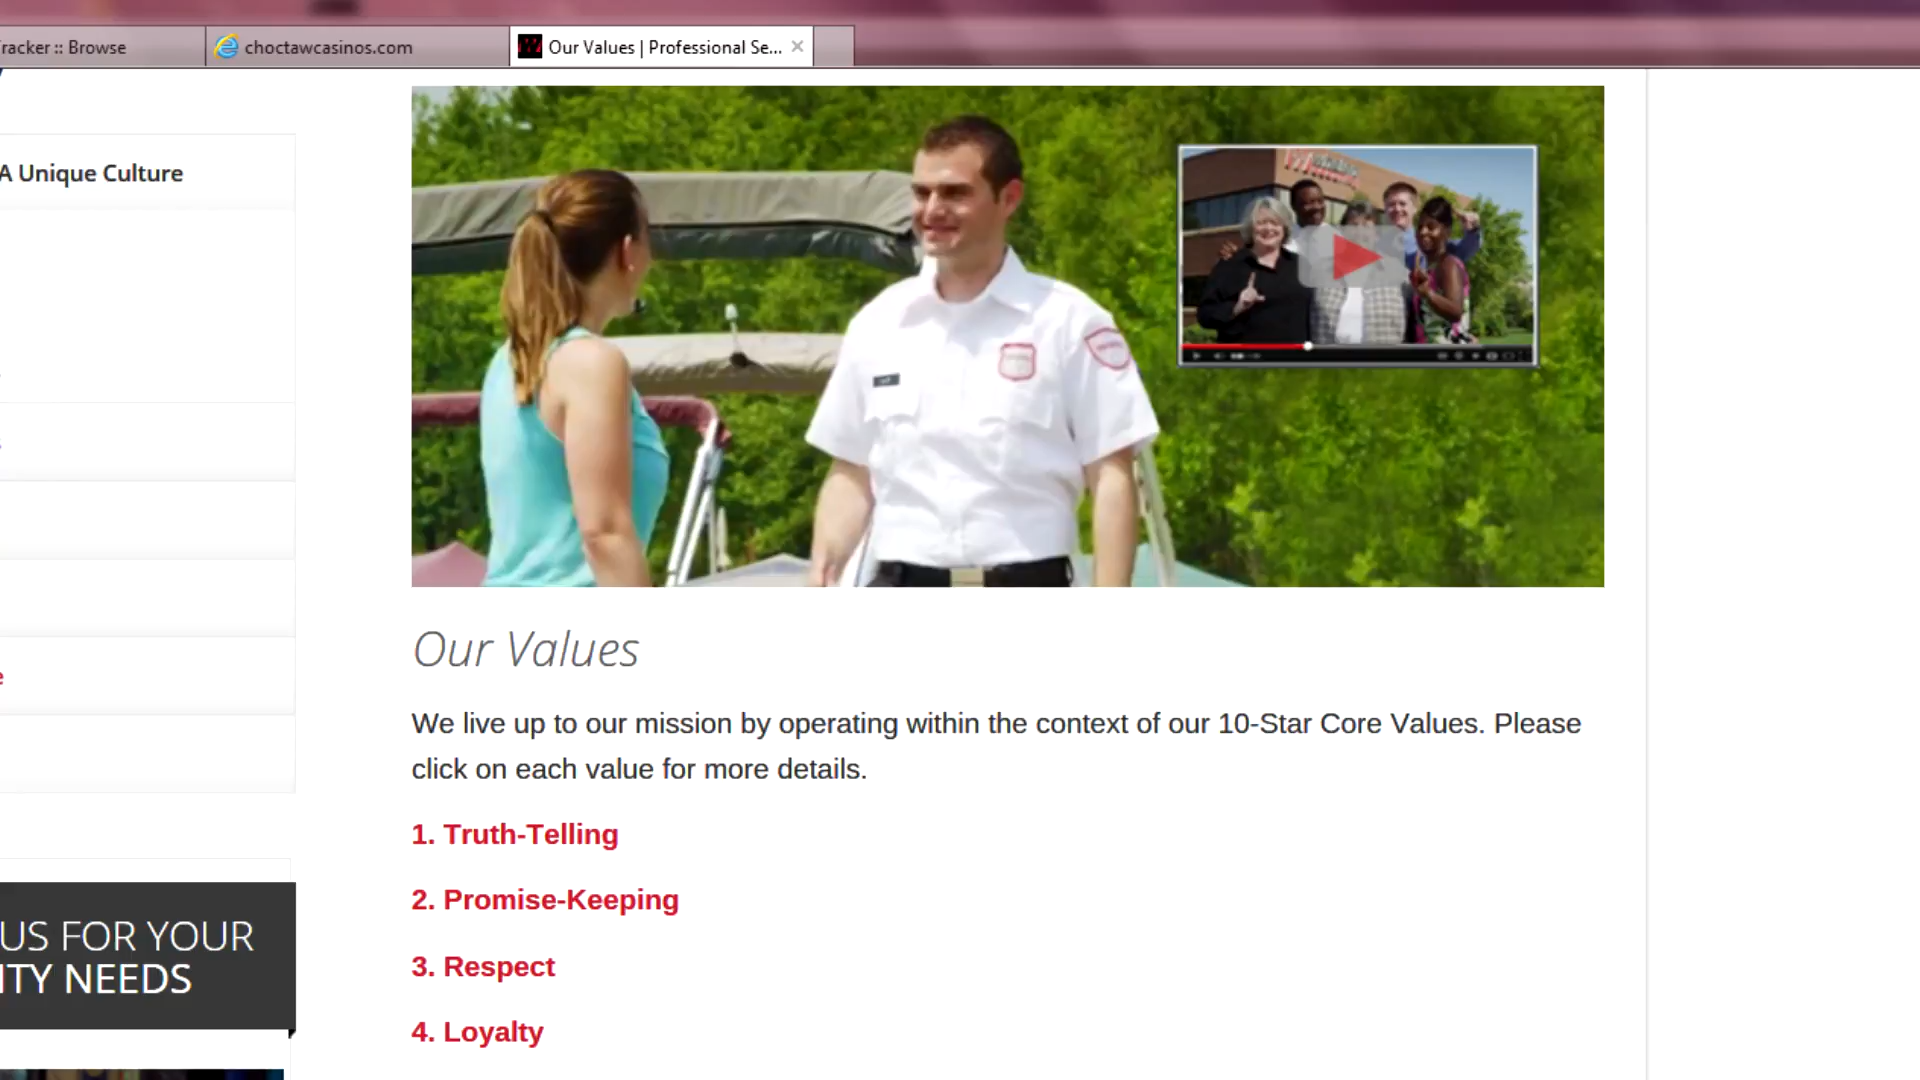 racker :: Browse
choctawcasinos.com
Our Values | Professional Se...
A Unique Culture
Our Values
We live up to our mission by operating within the context of our 10-Star Core Values. Please
click on each value for more details.
1. Truth-Telling
2. Promise-Keeping
3. Respect
4. Loyalty
US FOR YOUR
ITY NEEDS